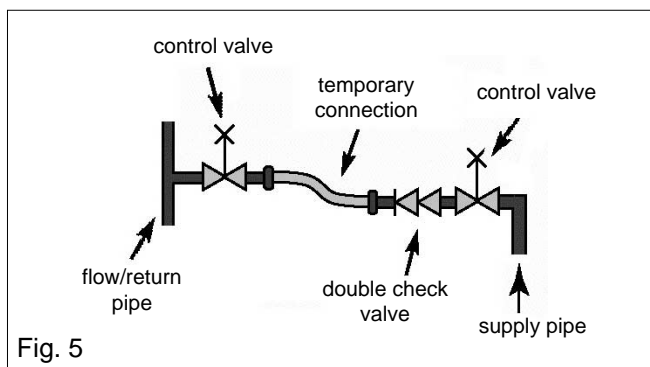 control valve
temporary
connection
control valve
flow/return
pipe
double check
valve
supply pipe
Fig. 5